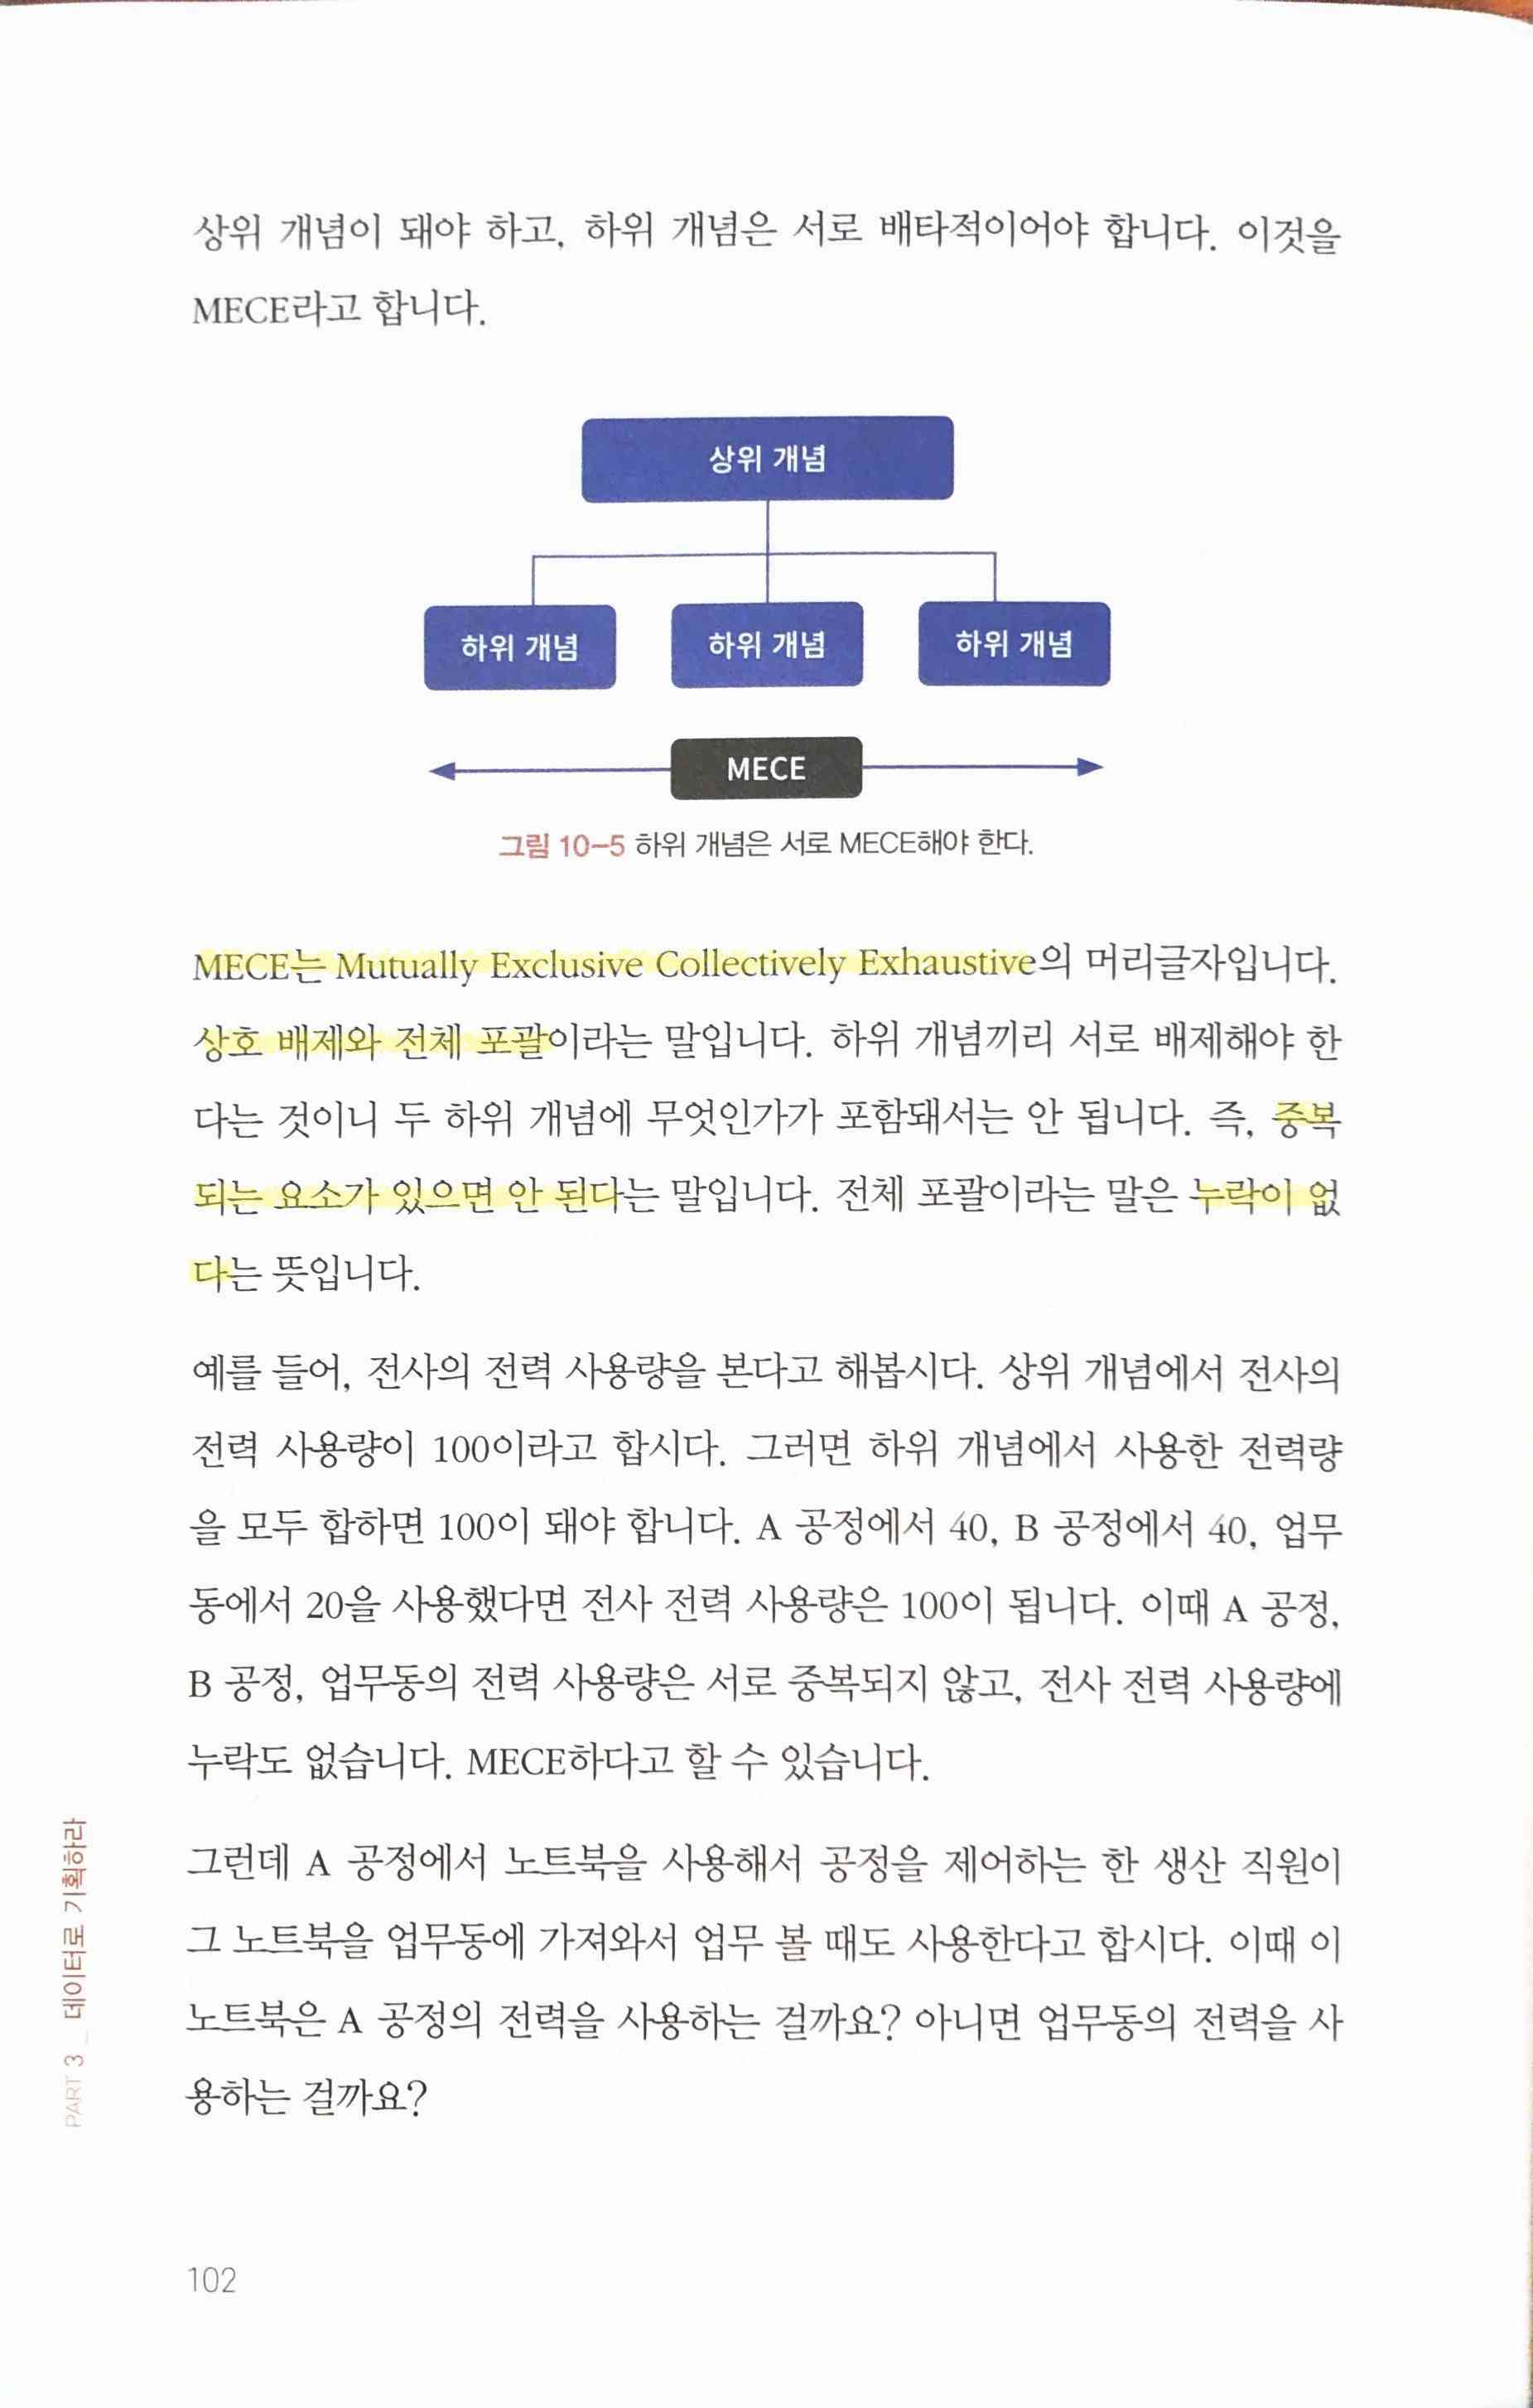 상위 개념이 돼야 하고, 하위 개념은 서로 배타적이어야 합니다. 이것을
MECE라고 합니다.
상위 개념
하위 개념
하위 개념
하위 개념
MECE
그림 10-5 하위 개념은 서로 MECE해야 한다.
MECE는 Mutually Exclusive Collectively Exhaustive의 머리글자입니다.
상호 배제와 전체 포괄이라는 말입니다. 하위 개념끼리 서로 배제해야 한
다는 것이니 두 하위 개념에 무엇인가가 포함돼서는 안 됩니다. 즉, 중복
되는 요소가 있으면 안 된다는 말입니다. 전체 포괄이라는 말은 누락이 없
다는 뜻입니다.
예를 들어, 전사의 전력 사용량을 본다고 해봅시다. 상위 개념에서 전사의
전력 사용량이 100이라고 합시다. 그러면 하위 개념에서 사용한 전력량
을 모두 합하면 100이 돼야 합니다. A 공정에서 40, B 공정에서 40, 업무
동에서 20을 사용했다면 전사 전력 사용량은 100이 됩니다. 이때 A 공정,
B 공정, 업무동의 전력 사용량은 서로 중복되지 않고, 전사 전력 사용량에
누락도 없습니다. MECE하다고 할 수 있습니다.
그런데 A 공정에서 노트북을 사용해서 공정을 제어하는 한 생산 직원이
그 노트북을 업무동에 가져와서 업무 볼 때도 사용한다고 합시다. 이때 이
노트북은 A 공정의 전력을 사용하는 걸까요? 아니면 업무동의 전력을 사
용하는 걸까요?
PART 3 _ 데이터로 기획하라
102